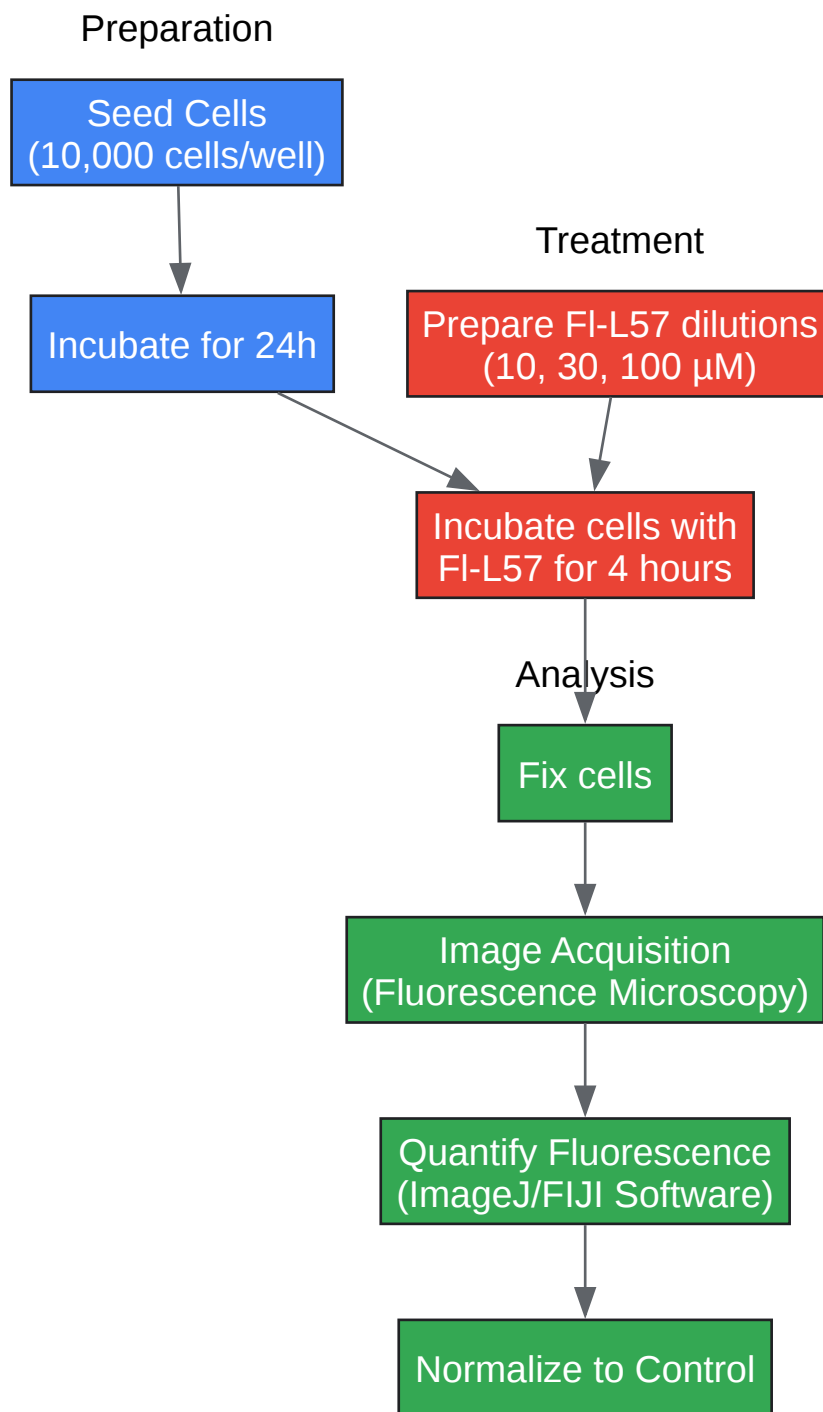 Preparation
Seed Cells
(10,000 cells/well)
Incubate for 24h
Treatment
Prepare Fl-L57 dilutions
(10, 30, 100 µM)
Incubate cells with
Fl-L57 for 4 hours
Analysis
Fix cells
Image Acquisition
(Fluorescence Microscopy)
Quantify Fluorescence
(ImageJ/FIJI Software)
Normalize to Control